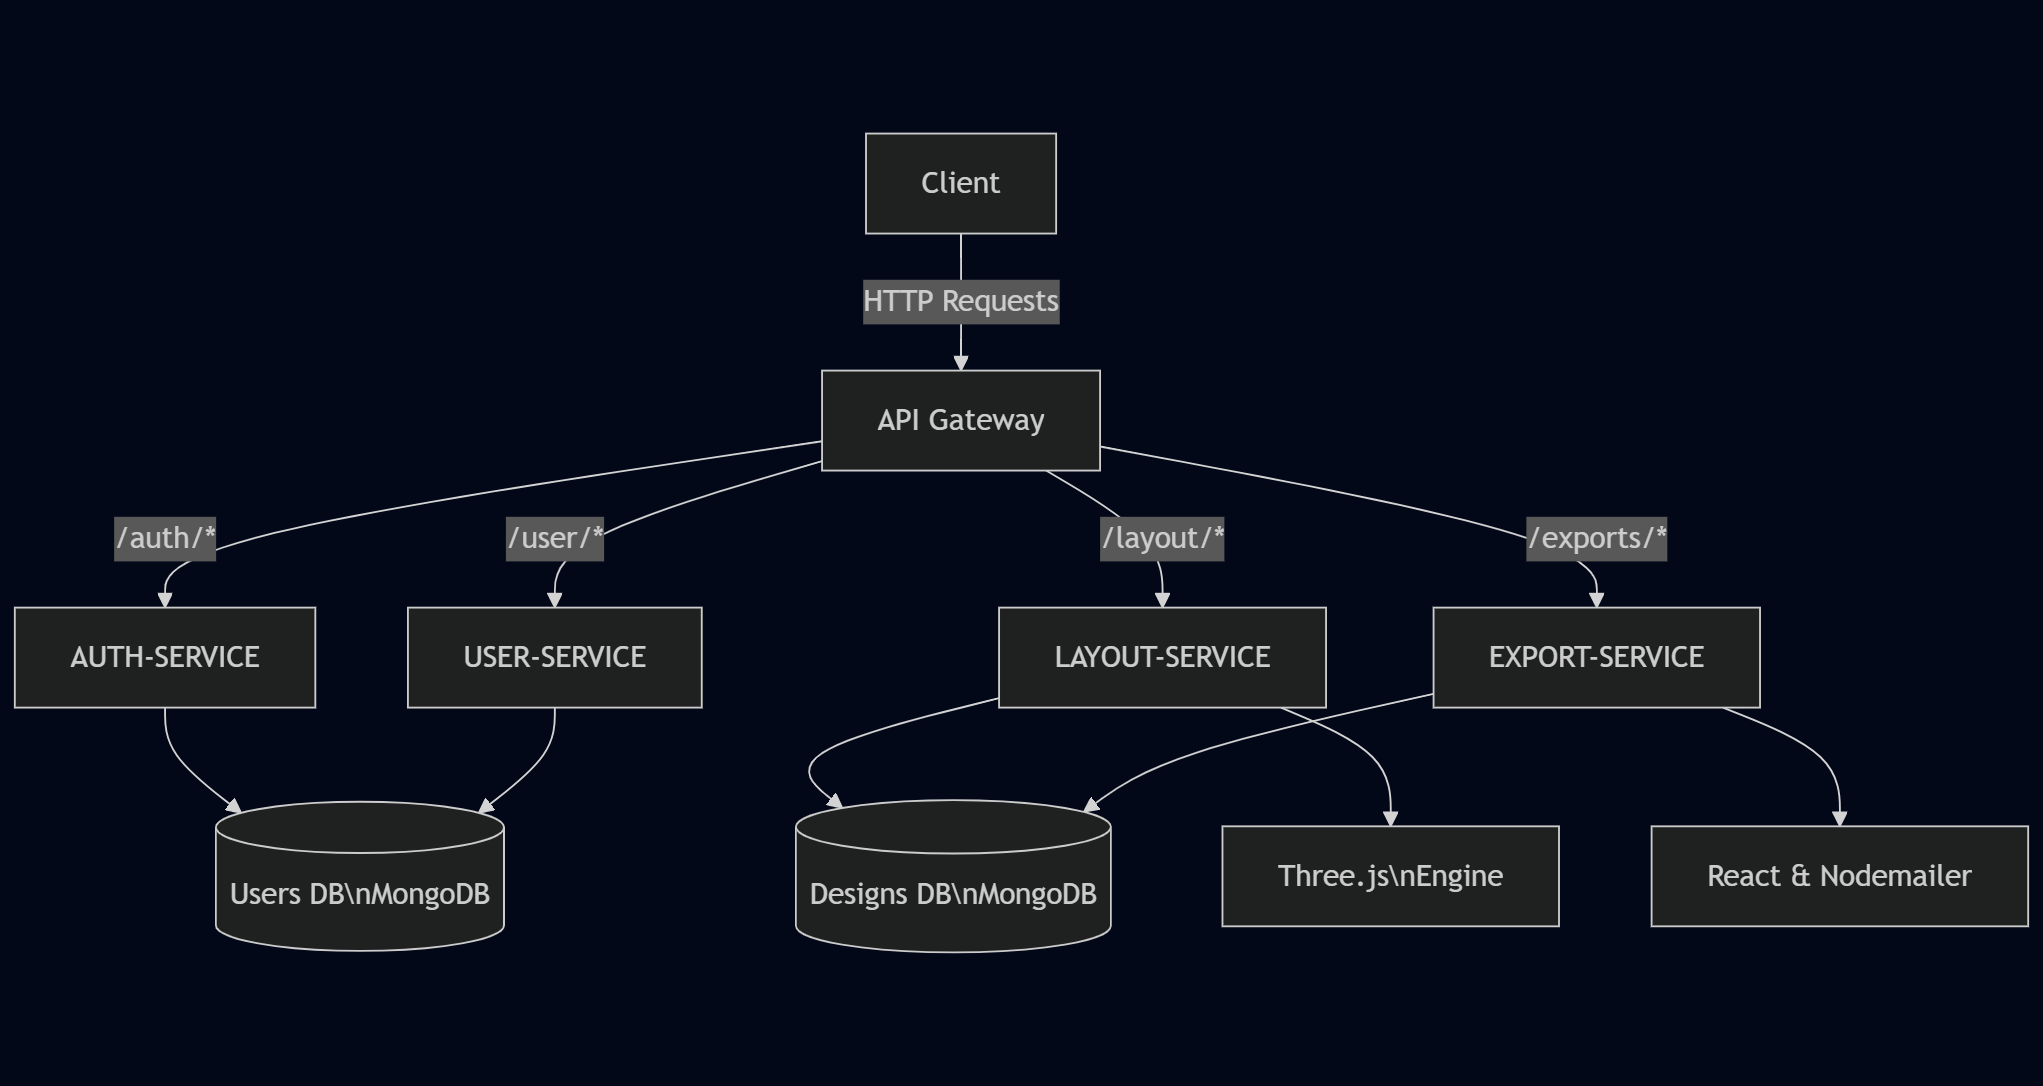 Client
HTTP Requests
API Gateway
/auth/*
/user/*
/layout/*
/exports/*
AUTH-SERVICE
USER-SERVICE
LAYOUT-SERVICE
EXPORT-SERVICE
Users DB\nMongoDB
Designs DB\nMongoDB
Three.js\nEngine
React & Nodemailer